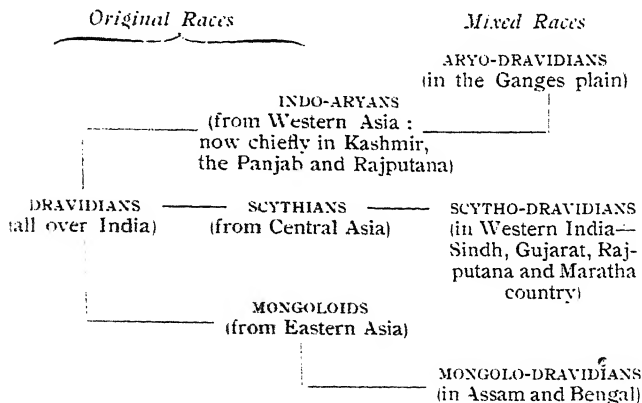 Original Races
Mixed Races
ARYO-DRAVIDIANS
(in the Ganges plain)
INDO-ARYANS
(from Western Asia :
now chiefly in Kashmir,
the Panjab and Rajputana)
DRAVIDIANS
(all over India)
SCYTHIANS
(from Central Asia)
SCYTHO-DRAVIDIANS
(in Western India—
Sindh, Gujarat, Raj-
putana and Maratha
country)
MONGOLOIDS
(from Eastern Asia)
MONGOLO-DRAVIDIANS
(in Assam and Bengal)